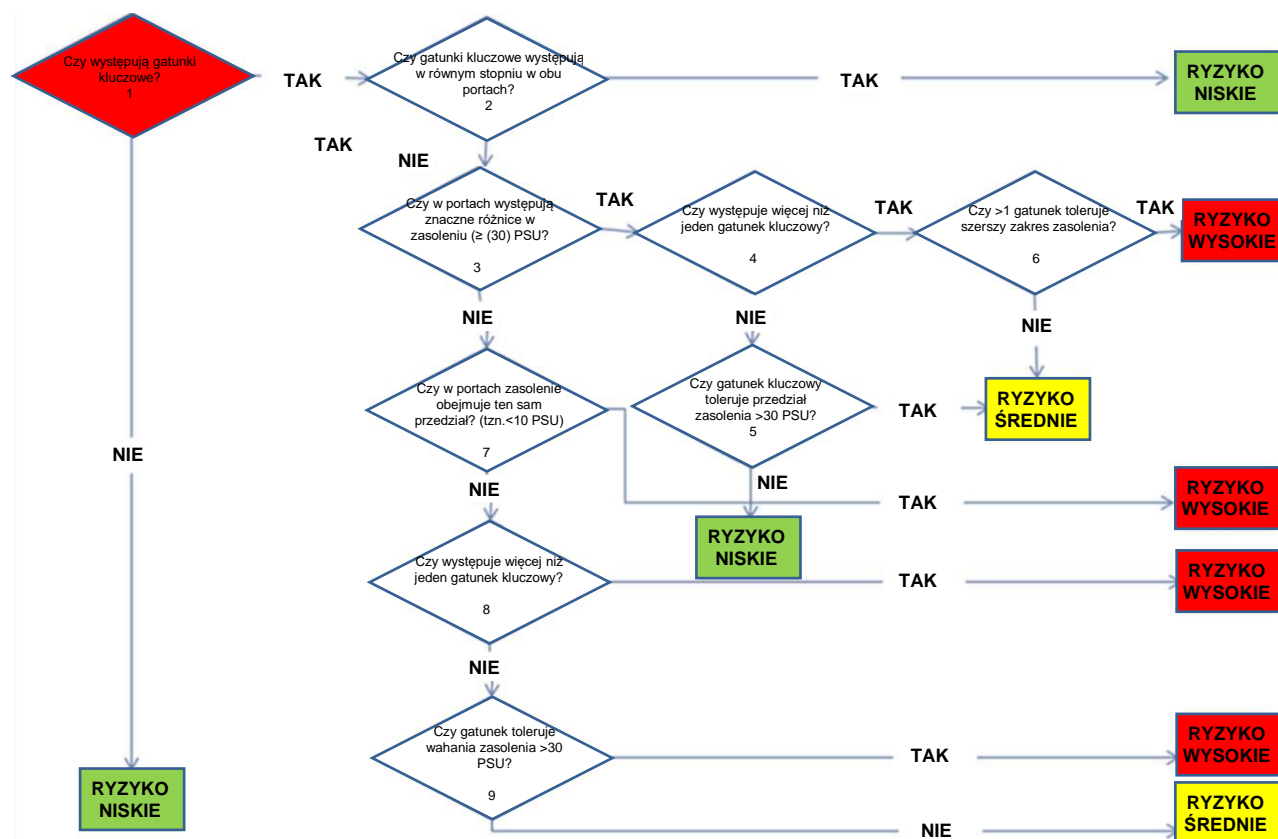 Czy występują gatunki
kluczowe?
1
TAK
Czy gatunki kluczowe występują
w równym stopniu w obu
portach?
2
TAK
RYZYKO
NISKIE
TAK
NIE
Czy w portach występują
znaczne różnice w
zasoleniu (≥ (30) PSU?
3
TAK
Czy występuje więcej niż
jeden gatunek kluczowy?
4
TAK
Czy >1 gatunek toleruje
szerszy zakres zasolenia?
6
TAK
RYZYKO
WYSOKIE
NIE
NIE
NIE
Czy w portach zasolenie
obejmuje ten sam
przedział? (tzn.<10 PSU)
7
Czy gatunek kluczowy
toleruje przedział
zasolenia >30 PSU?
5
TAK
RYZYKO
ŚREDNIE
NIE
NIE
NIE
TAK
RYZYKO
WYSOKIE
RYZYKO
NISKIE
Czy występuje więcej niż
jeden gatunek kluczowy?
8
TAK
RYZYKO
WYSOKIE
NIE
Czy gatunek toleruje
wahania zasolenia >30
PSU?
9
TAK
RYZYKO
WYSOKIE
RYZYKO
NISKIE
NIE
RYZYKO
ŚREDNIE